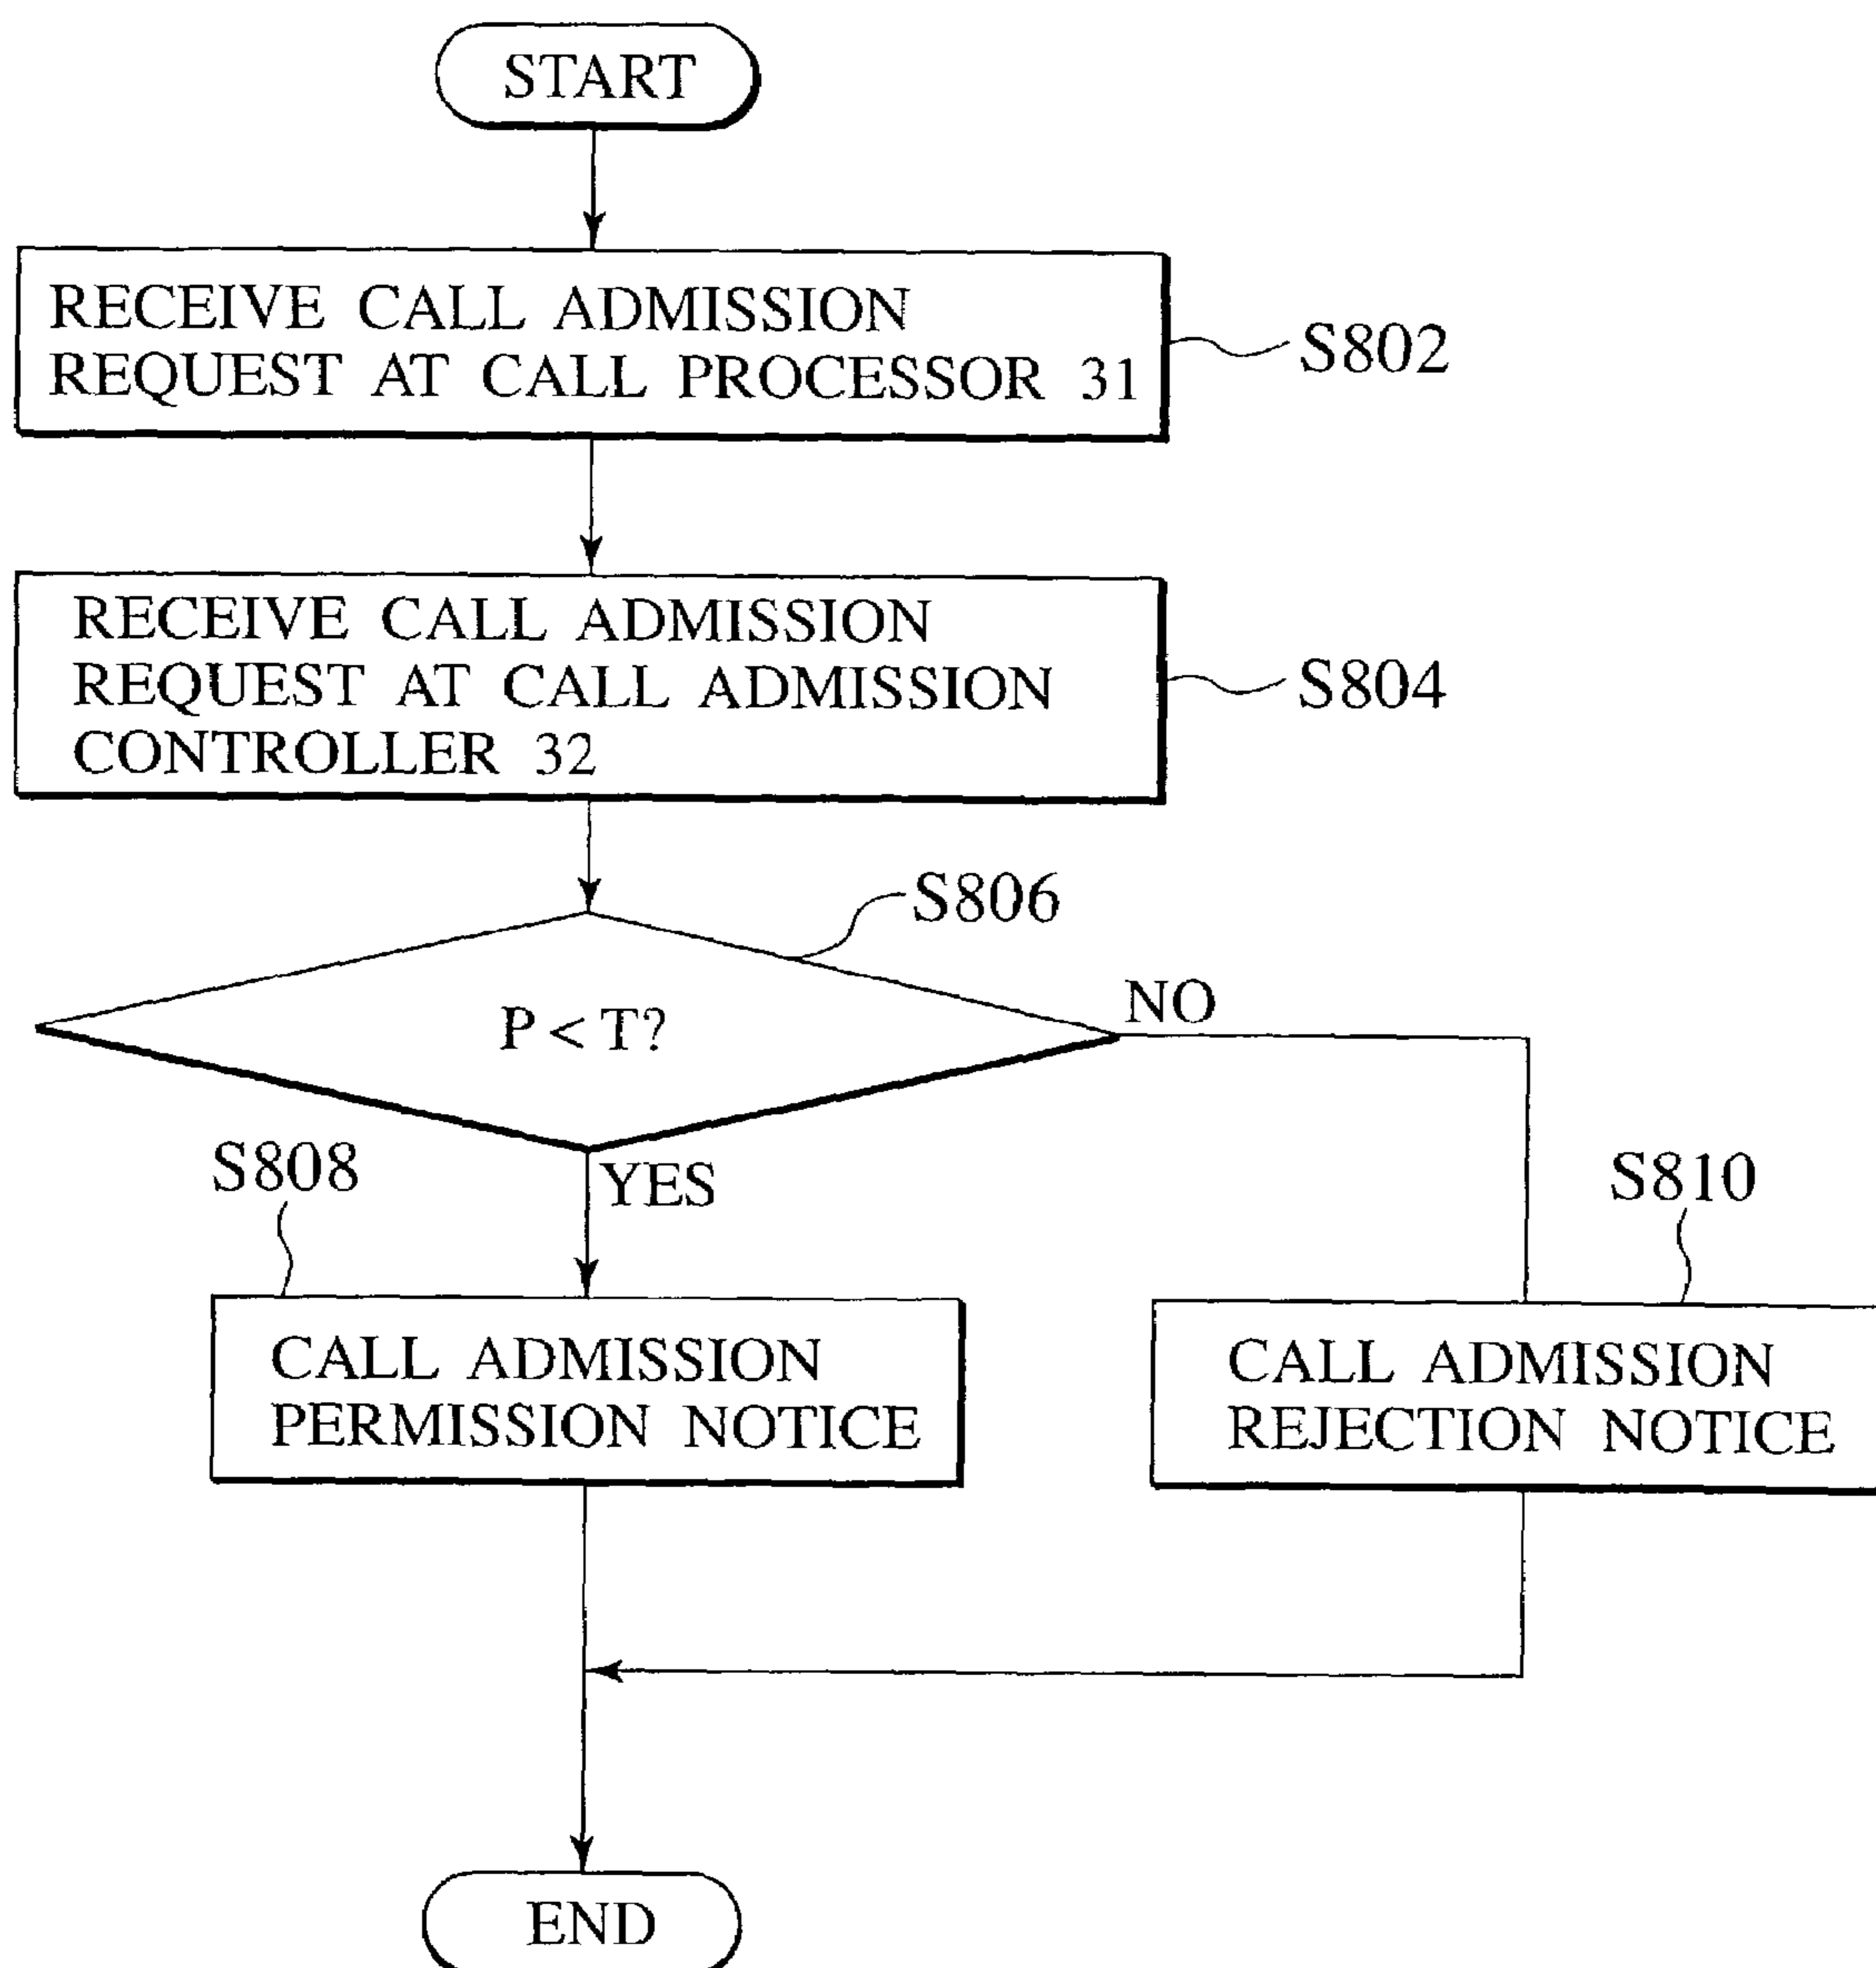 START
RECEIVE CALL ADMISSION
REQUEST AT CALL PROCESSOR 31
S802
RECEIVE CALL ADMISSION
REQUEST AT CALL ADMISSION
CONTROLLER 32
S804
S806
P < T?
NO
YES
S808
S810
CALL ADMISSION
PERMISSION NOTICE
CALL ADMISSION
REJECTION NOTICE
END